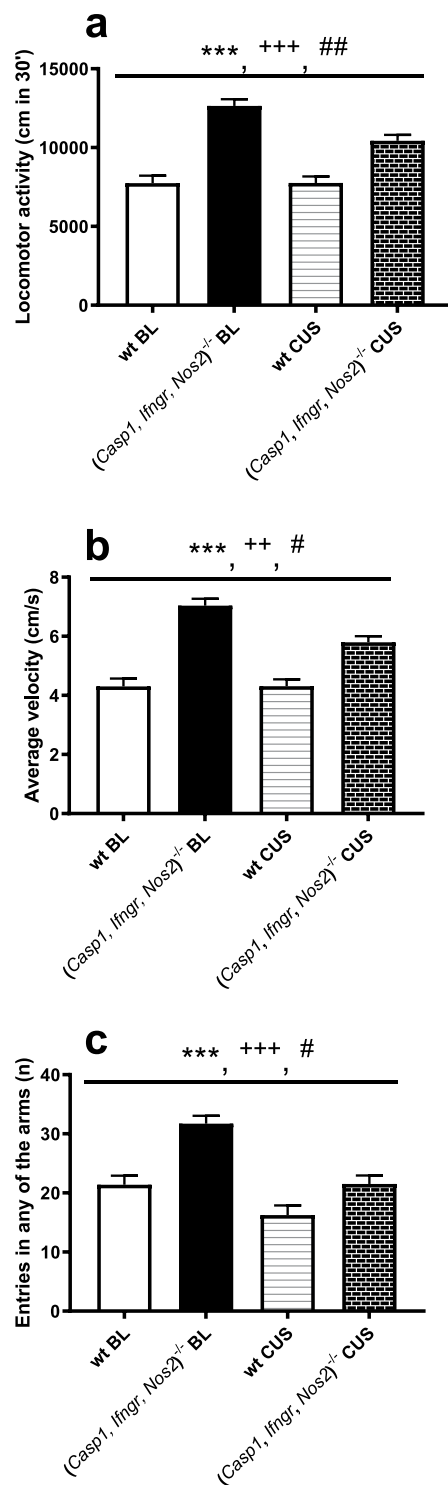 a
***, +++, ##
Locomotor activity (cm in 30')
15000
10000
5000
0
wt BL
(Casp1, Ifngr, Nos2)-/- BL
wt CUS
(Casp1, Ifngr, Nos2)-/- CUS
b
***, ++, #
Average velocity (cm/s)
8
6
4
2
0
wt BL
(Casp1, Ifngr, Nos2)-/- BL
wt CUS
(Casp1, Ifngr, Nos2)-/- CUS
c
***, +++, #
Entries in any of the arms (n)
40
30
20
10
0
wt BL
(Casp1, Ifngr, Nos2)-/- BL
wt CUS
(Casp1, Ifngr, Nos2)-/- CUS